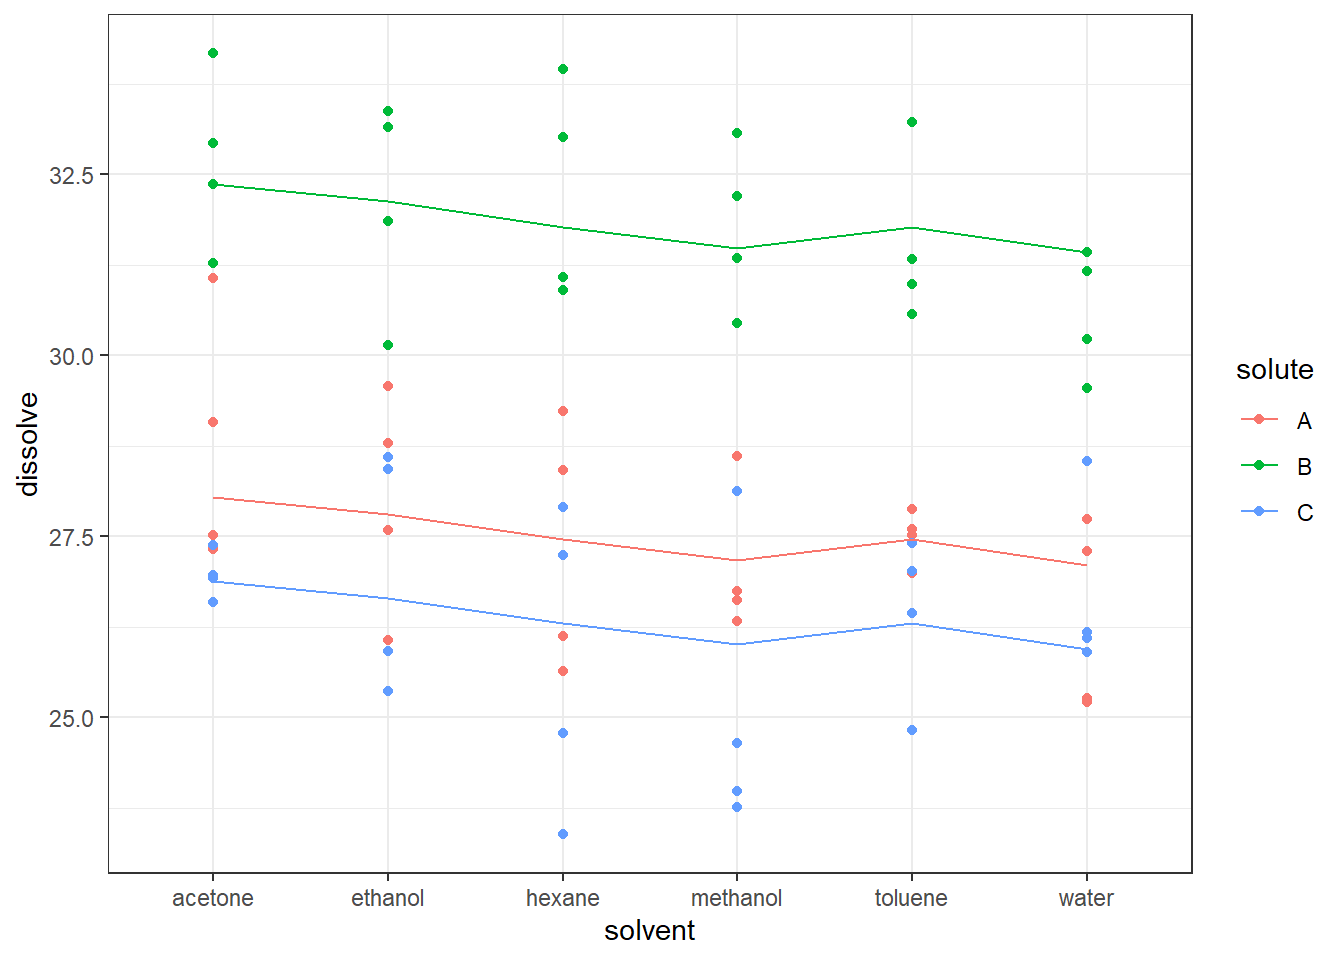 32.5
30.0
27.5
25.0
dissolve
acetone ethanol hexane methanol toluene water
solvent
solute
A
B
C